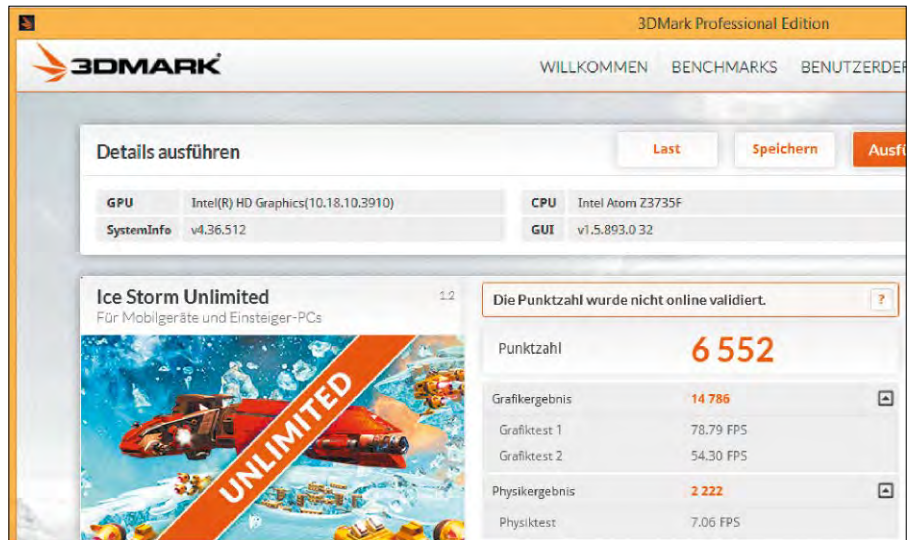 3DMark Professional Edition
3DMARK
WILLKOMMEN BENCHMARKS BENUTZERDEF
Details ausführen
Last
Speichern
Ausfü
GPU Intel(R) HD Graphics(10.18.10.3910)
CPU Intel Atom Z3735F
SystemInfo v4.36.512
GUI v1.5.893.0 32
Ice Storm Unlimited 1.2
Für Mobilgeräte und Einsteiger-PCs
UNLIMITED
Die Punktzahl wurde nicht online validiert. ?
Punktzahl 6 552
Grafikergebnis 14 786
Grafiktest 1 78.79 FPS
Grafiktest 2 54.30 FPS
Physikergebnis 2 222
Physiktest 7.06 FPS